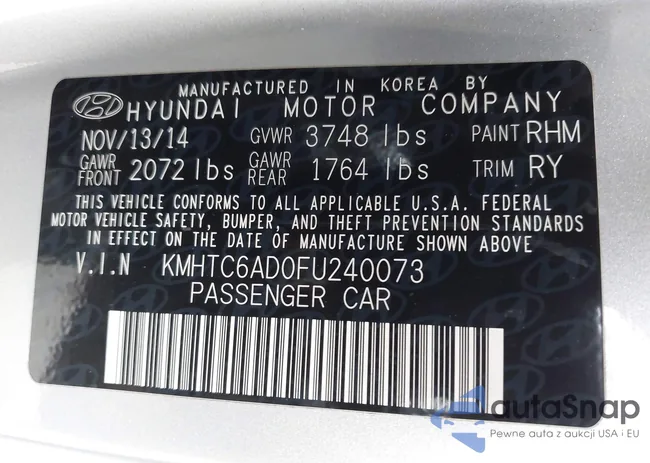 MANUFACTURED IN KOREA BY
HYUNDAI MOTOR COMPANY
NOV/13/14 GVWR 3748 lbs PAINT RHM
GAWR FRONT 2072 lbs GAWR REAR 1764 lbs TRIM RY
THIS VEHICLE CONFORMS TO ALL APPLICABLE U.S.A. FEDERAL
MOTOR VEHICLE SAFETY, BUMPER, AND THEFT PREVENTION STANDARDS
IN EFFECT ON THE DATE OF MANUFACTURE SHOWN ABOVE
V.I.N KMHTC6AD0FU240073
PASSENGER CAR
autoSnap
Pewne auta z aukcji USA i EU